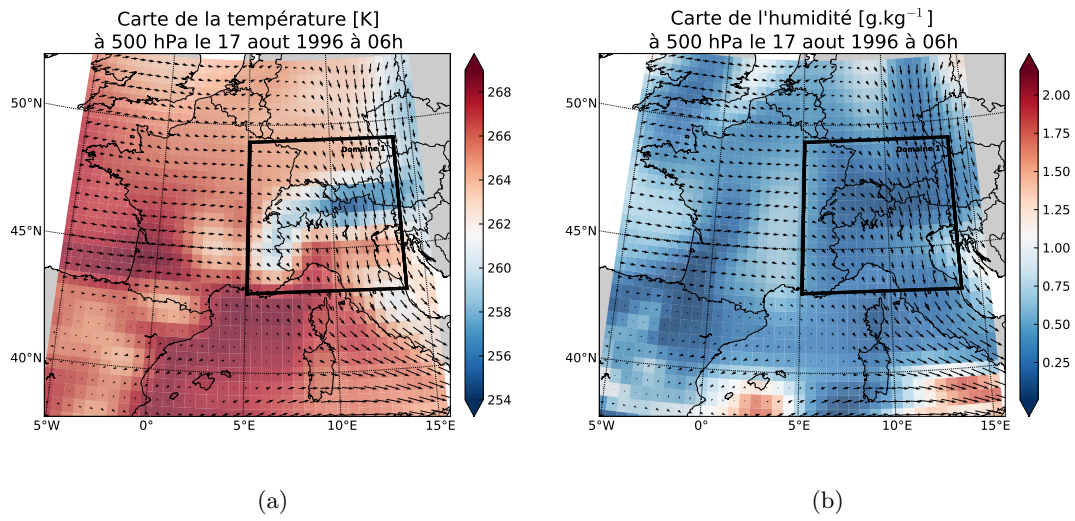 Carte de la température [K]
à 500 hPa le 17 aout 1996 à 06h
50°N
45°N
40°N
5°W
0°
5°E
10°E
15°E
Domaine 1
268
266
264
262
260
258
256
254
(a)
Carte de l'humidité [g.kg⁻¹]
à 500 hPa le 17 aout 1996 à 06h
50°N
45°N
40°N
5°W
0°
5°E
10°E
15°E
Domaine 1
2.00
1.75
1.50
1.25
1.00
0.75
0.50
0.25
(b)